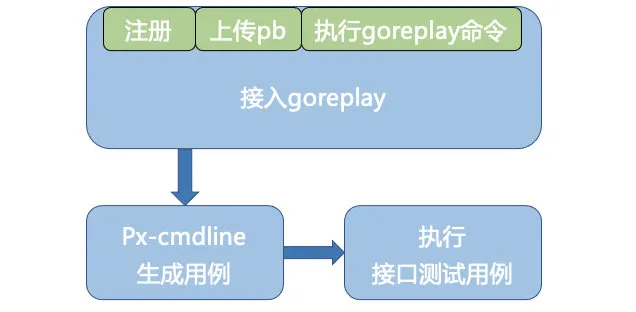 注册 上传pb 执行goreplay命令
接入goreplay
Px-cmdline
生成用例
执行
接口测试用例